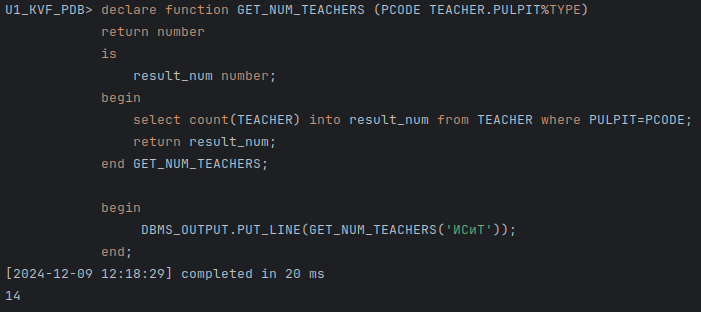 U1_KVF_PDB> declare function GET_NUM_TEACHERS (PCODE TEACHER.PULPIT%TYPE)
return number
is
result_num number;
begin
select count(TEACHER) into result_num from TEACHER where PULPIT=PCODE;
return result_num;
end GET_NUM_TEACHERS;
begin
DBMS_OUTPUT.PUT_LINE(GET_NUM_TEACHERS('ИСиТ'));
end;
[2024-12-09 12:18:29] completed in 20 ms
14